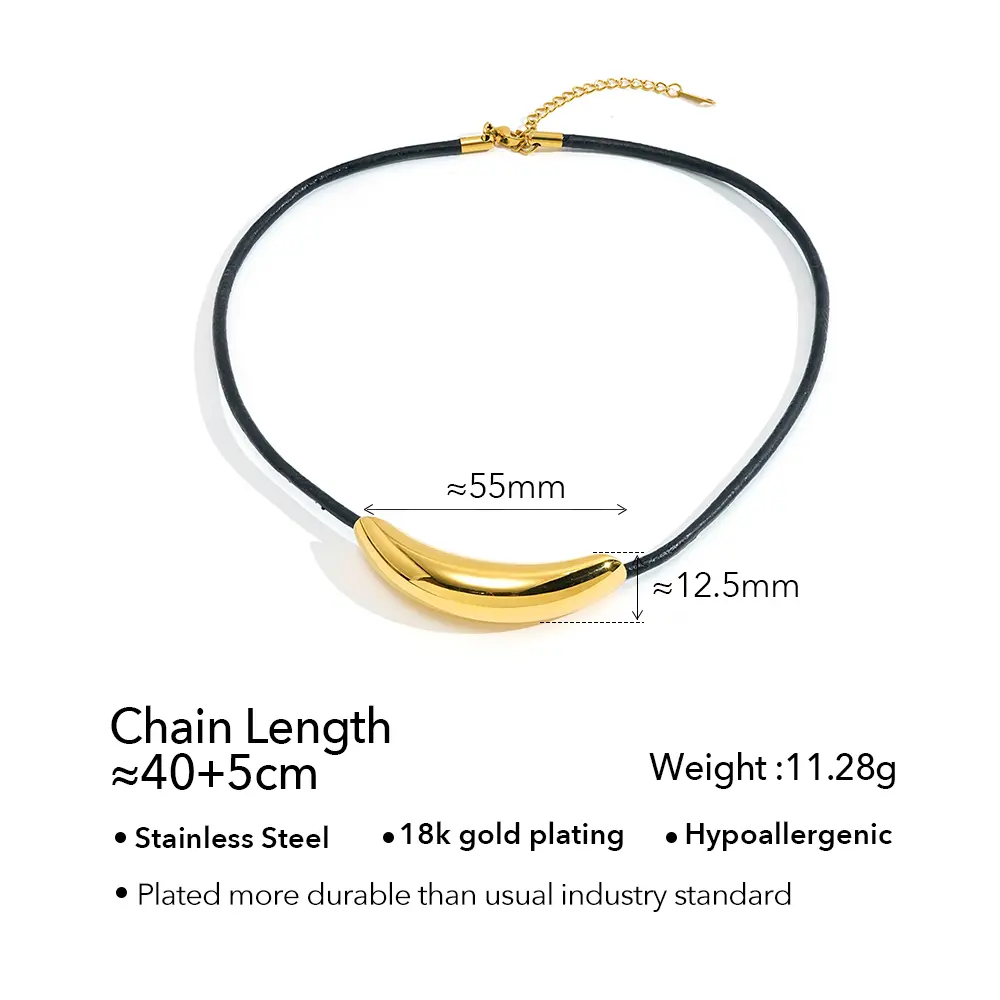 ≈55mm
≈12.5mm
Chain Length
≈40+5cm
Weight :11.28g
• Stainless Steel
• 18k gold plating
• Hypoallergenic
• Plated more durable than usual industry standard